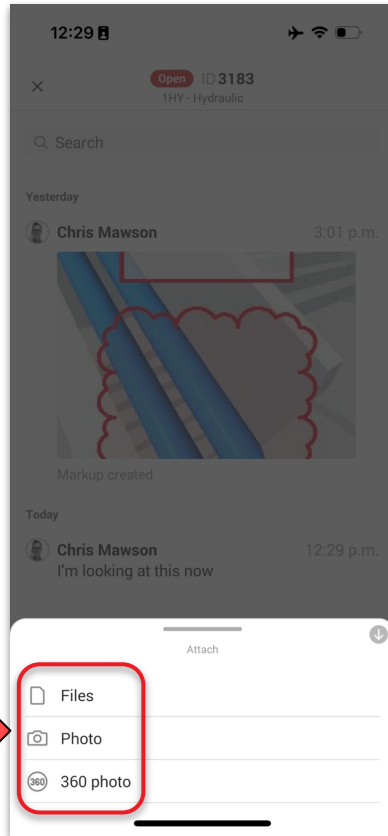 12:29
Open ID 3183
1HY - Hydraulic
Search
Yesterday
Chris Mawson 3:01 p.m.
Markup created
Today
Chris Mawson 12:29 p.m.
I'm looking at this now
Attach
Files
Photo
360 360 photo